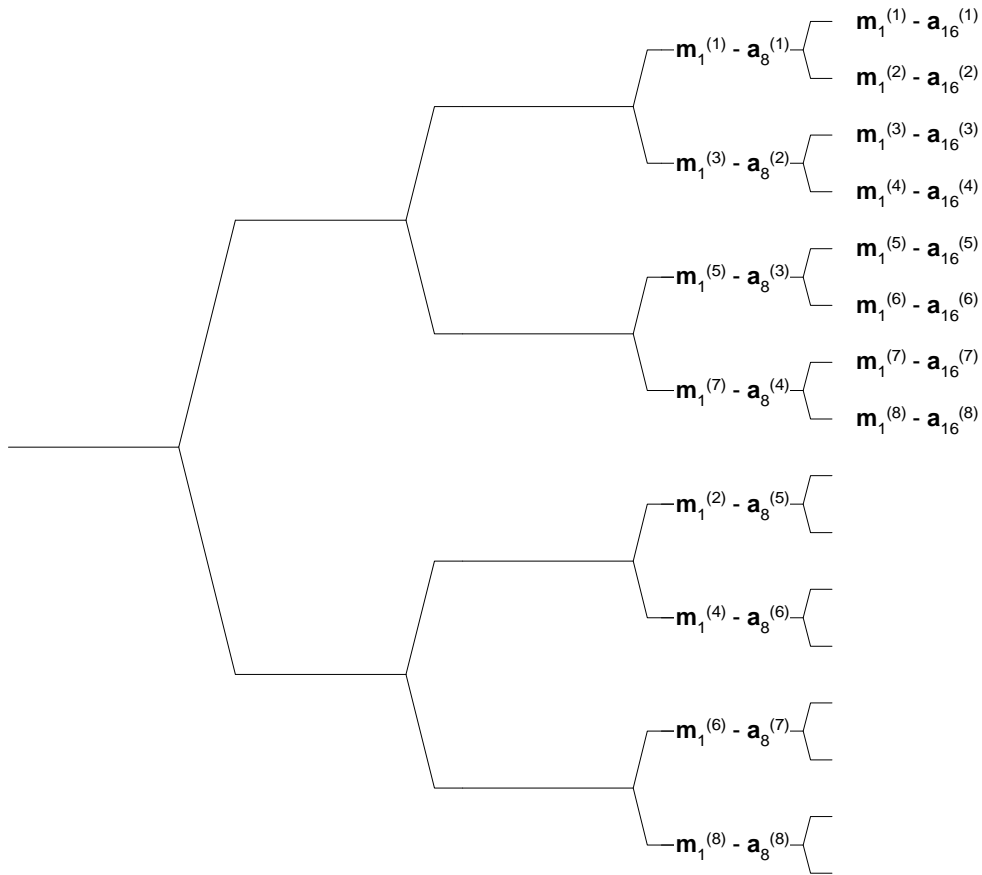 m₁⁽¹⁾ - a₁₆⁽¹⁾
m₁⁽¹⁾ - a₈⁽¹⁾
m₁⁽²⁾ - a₁₆⁽²⁾
m₁⁽³⁾ - a₁₆⁽³⁾
m₁⁽³⁾ - a₈⁽²⁾
m₁⁽⁴⁾ - a₁₆⁽⁴⁾
m₁⁽⁵⁾ - a₁₆⁽⁵⁾
m₁⁽⁵⁾ - a₈⁽³⁾
m₁⁽⁶⁾ - a₁₆⁽⁶⁾
m₁⁽⁷⁾ - a₁₆⁽⁷⁾
m₁⁽⁷⁾ - a₈⁽⁴⁾
m₁⁽⁸⁾ - a₁₆⁽⁸⁾
m₁⁽²⁾ - a₈⁽⁵⁾
m₁⁽⁴⁾ - a₈⁽⁶⁾
m₁⁽⁶⁾ - a₈⁽⁷⁾
m₁⁽⁸⁾ - a₈⁽⁸⁾